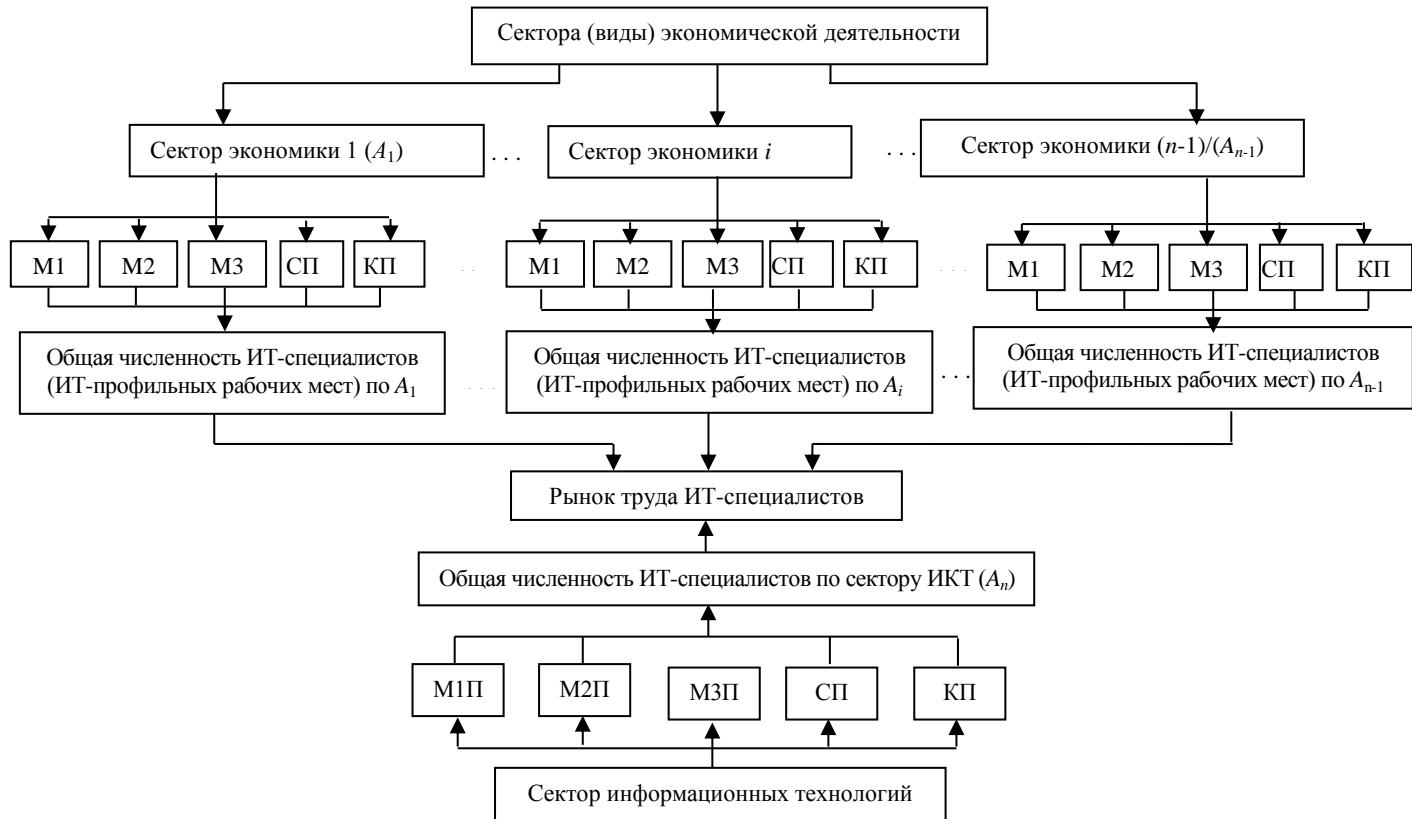 Сектора (виды) экономической деятельности
Сектор экономики 1 (A1)
. . .
Сектор экономики i
. . .
Сектор экономики (n-1)/(An-1)
М1
М2
М3
СП
КП
. . .
М1
М2
М3
СП
КП
. . .
М1
М2
М3
СП
КП
Общая численность ИТ-специалистов
(ИТ-профильных рабочих мест) по A1
. . .
Общая численность ИТ-специалистов
(ИТ-профильных рабочих мест) по Ai
. . .
Общая численность ИТ-специалистов
(ИТ-профильных рабочих мест) по An-1
Рынок труда ИТ-специалистов
Общая численность ИТ-специалистов по сектору ИКТ (An)
М1П
М2П
М3П
СП
КП
Сектор информационных технологий